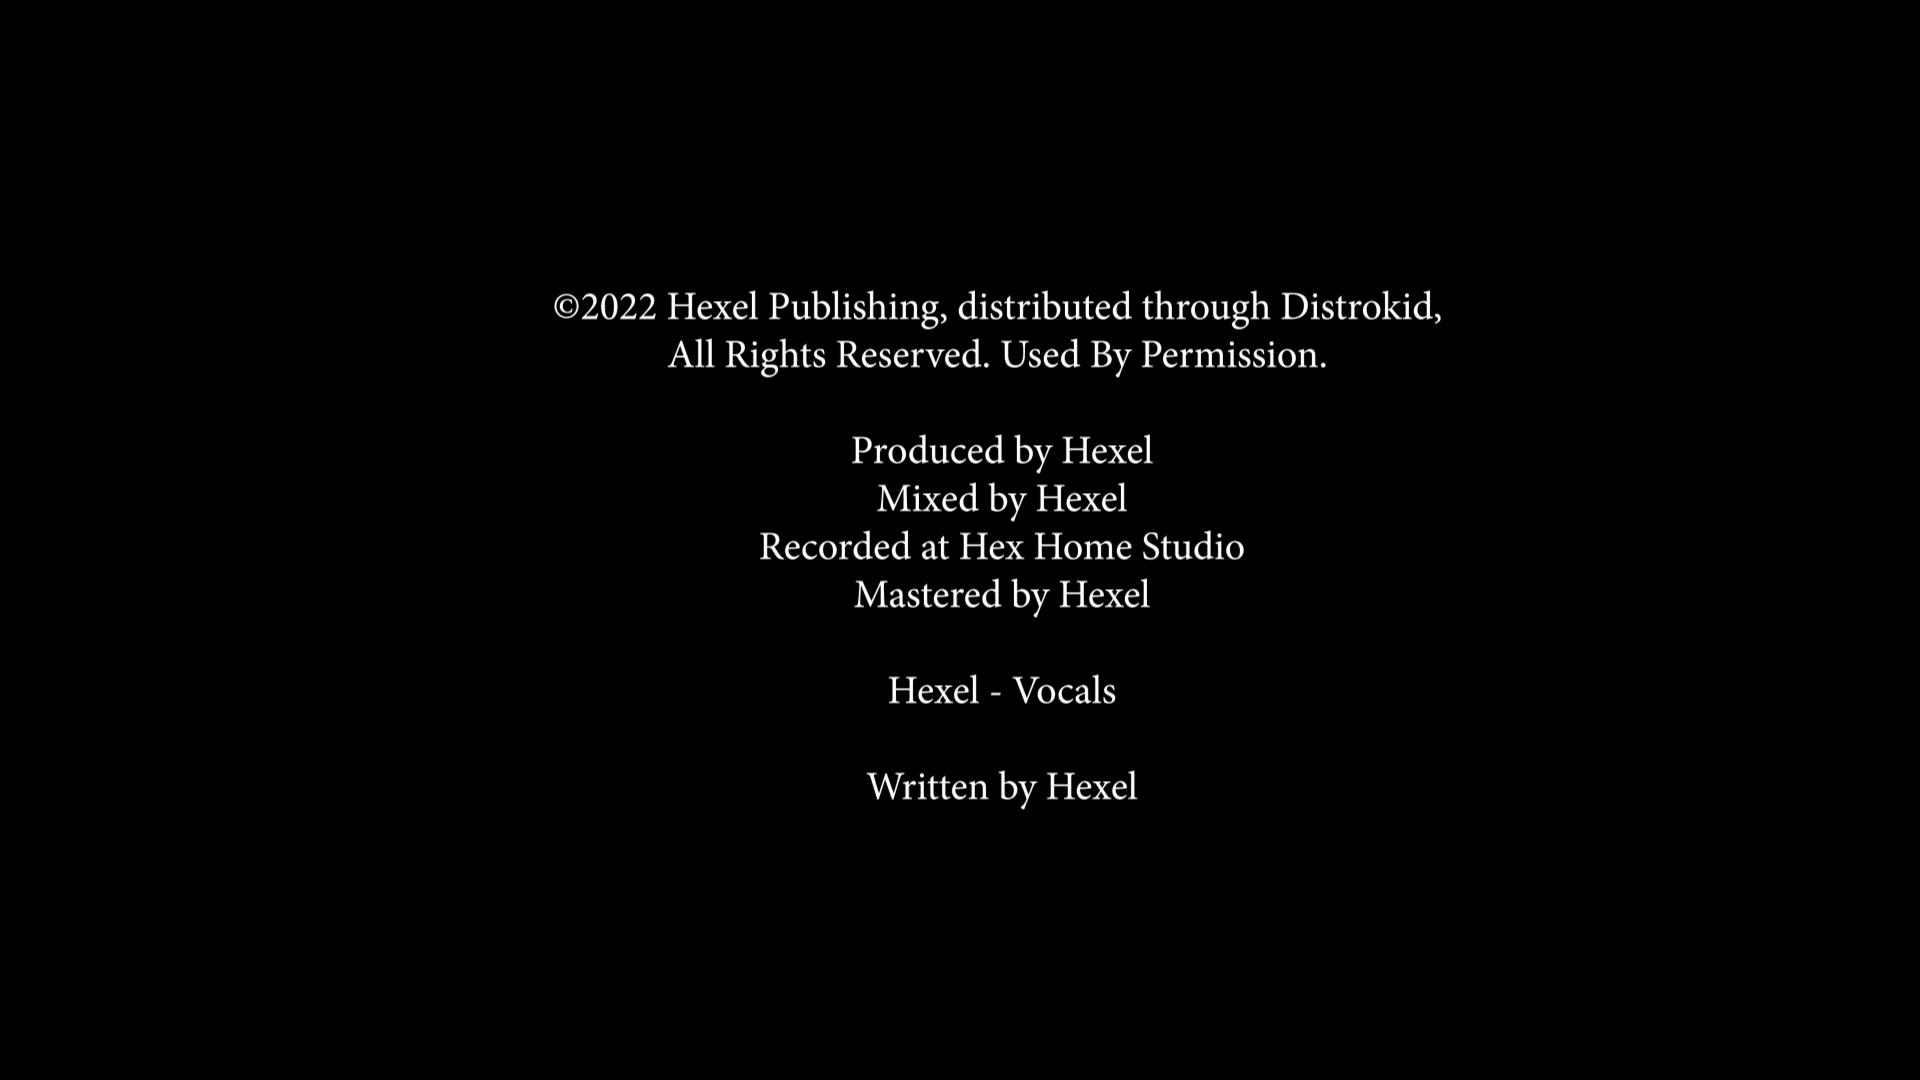 ©2022 Hexel Publishing, distributed through Distrokid,
All Rights Reserved. Used By Permission.
Produced by Hexel
Mixed by Hexel
Recorded at Hex Home Studio
Mastered by Hexel
Hexel - Vocals
Written by Hexel